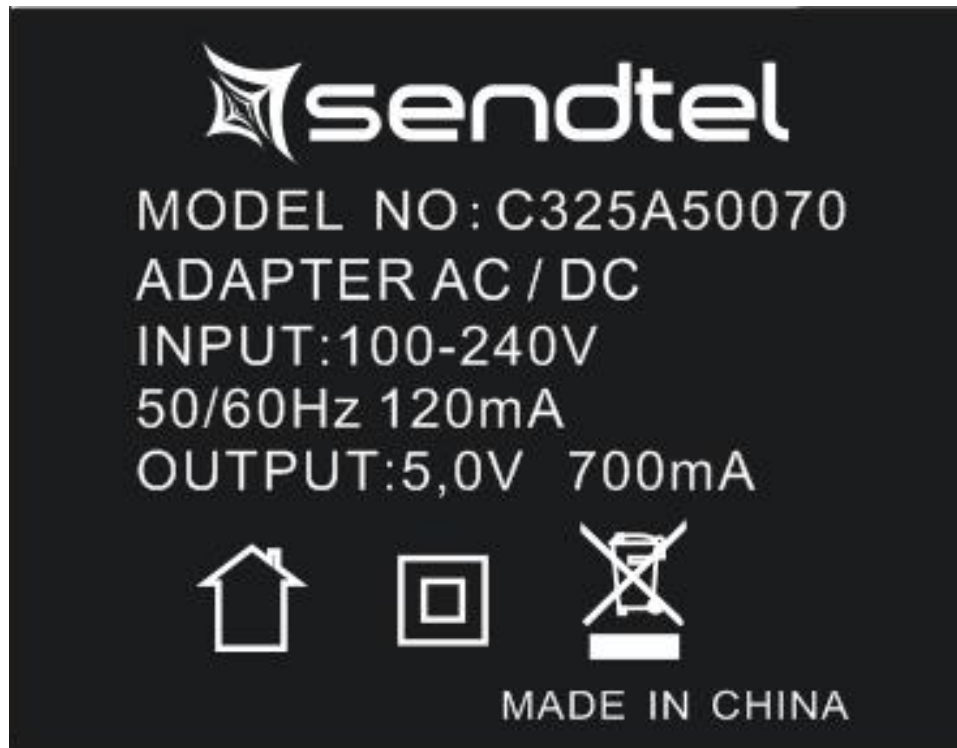 sendtel
MODEL NO: C325A50070
ADAPTER AC / DC
INPUT:100-240V
50/60Hz 120mA
OUTPUT:5,0V 700mA
MADE IN CHINA